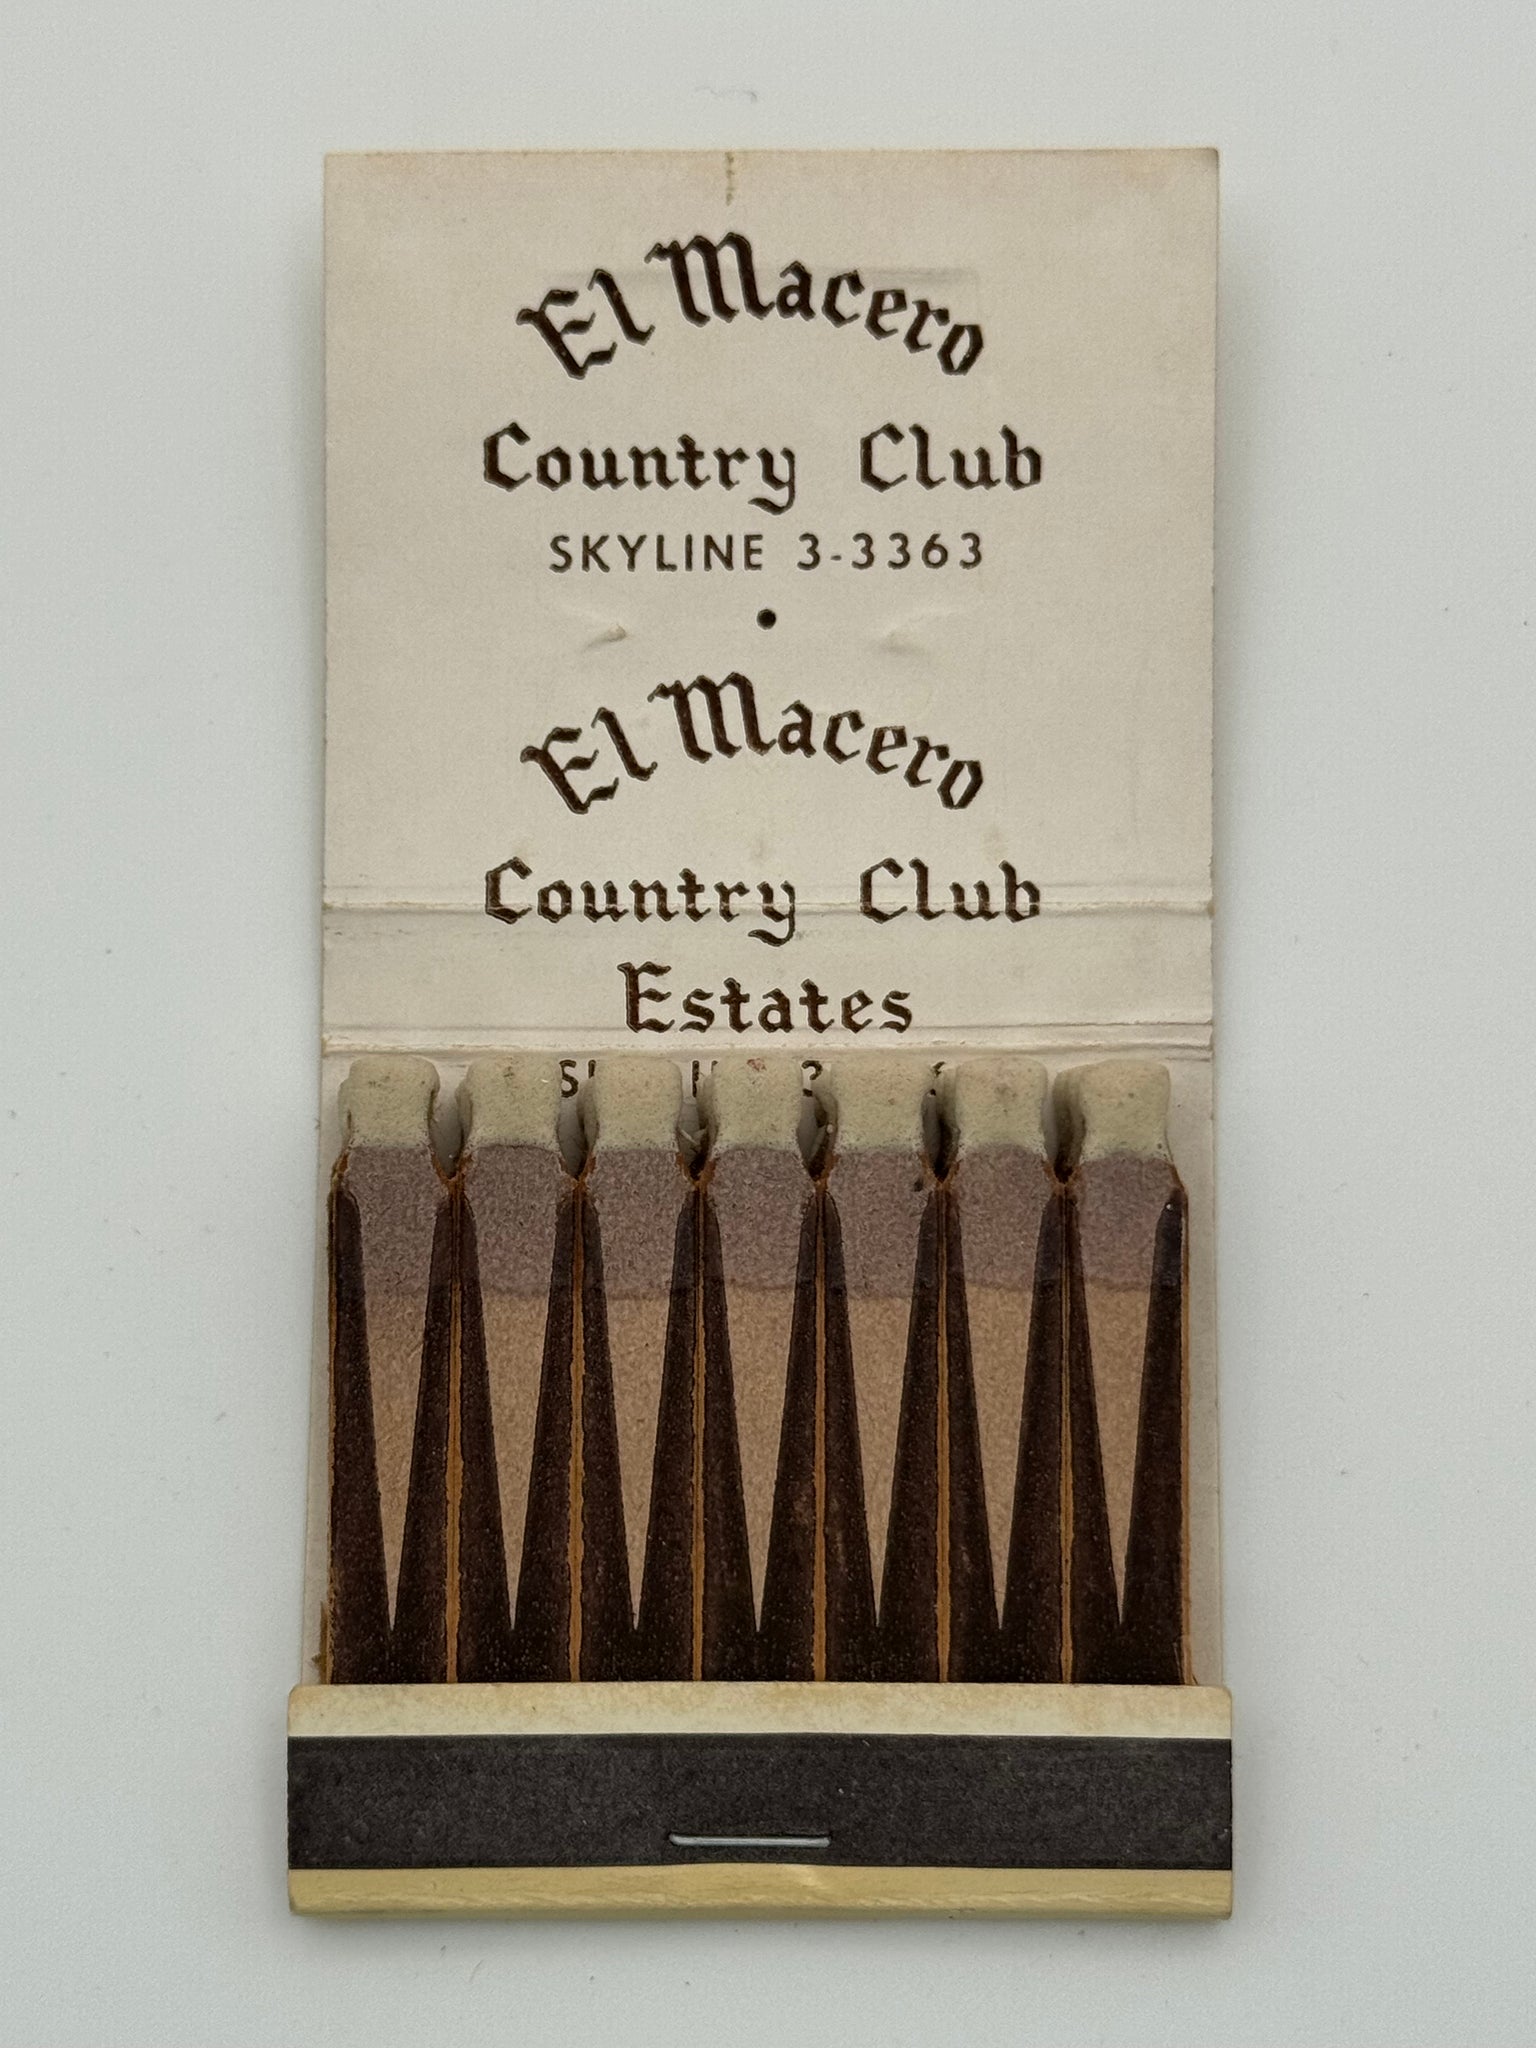 El Macero
Country Club
SKYLINE 3-3363
•
El Macero
Country Club
Estates